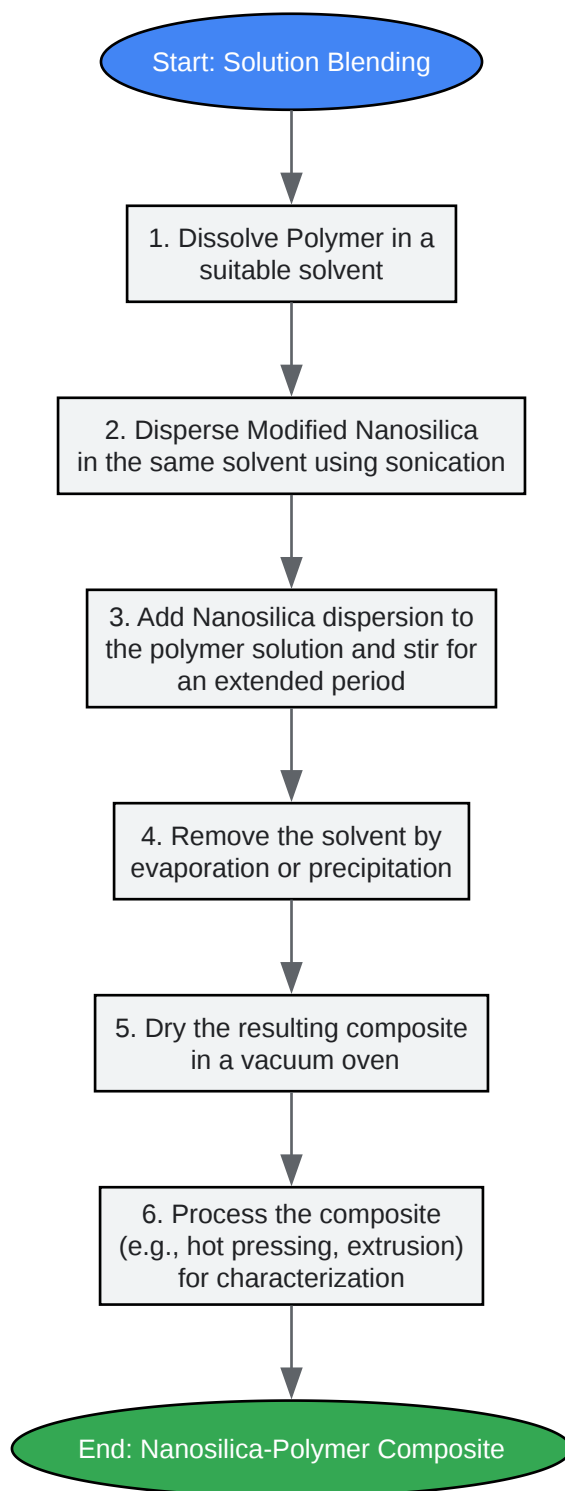 Start: Solution Blending
1. Dissolve Polymer in a
suitable solvent
2. Disperse Modified Nanosilica
in the same solvent using sonication
3. Add Nanosilica dispersion to
the polymer solution and stir for
an extended period
4. Remove the solvent by
evaporation or precipitation
5. Dry the resulting composite
in a vacuum oven
6. Process the composite
(e.g., hot pressing, extrusion)
for characterization
End: Nanosilica-Polymer Composite